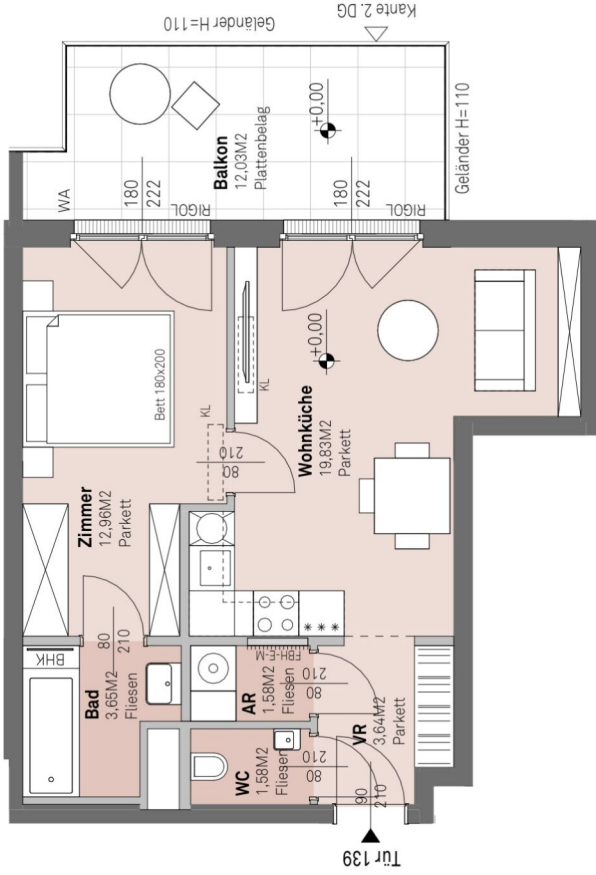 Geländer H=110
Kante 2. DG
Geländer H=110
Balkon
12,03M2
Plattenbelag
+0,00
WA
180
222
RIGOL
180
222
RIGOL
Bett 180x200
KL
KL
Zimmer
12,96M2
Parkett
80
210
+0,00
Wohnküche
19,83M2
Parkett
80
210
BHK
Bad
3,65M2
Fliesen
FBH-E-M
AR
1,58M2
Fliesen
80
210
WC
1,58M2
Fliesen
80
210
VR
3,64M2
Parkett
90
210
Tür 139